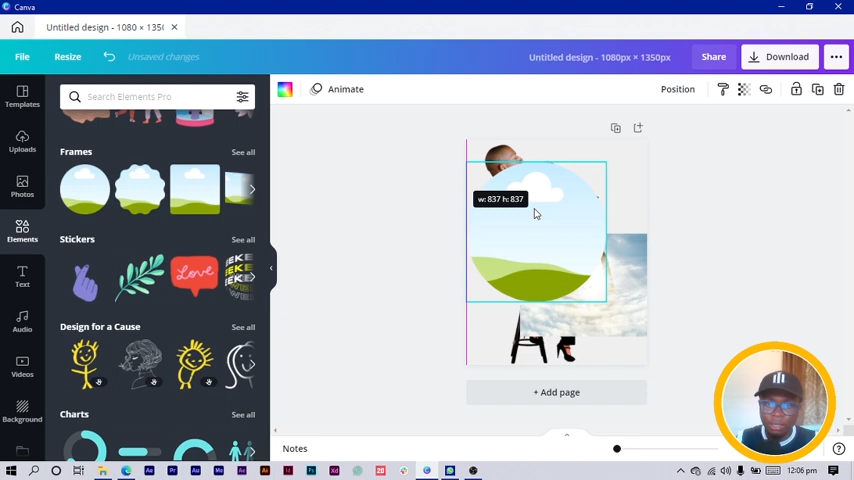 Canva
Untitled design - 1080 × 135(
File
Resize
Unsaved changes
Untitled design - 1080px × 1350px
Share
Download
Templates
Search Elements Pro
Animate
Position
Uploads
Frames
See all
Photos
w: 837 h: 837
Elements
Stickers
See all
Love
Text
Audio
Design for a Cause
See all
Videos
Background
+ Add page
Charts
See all
Notes
12:06 pm